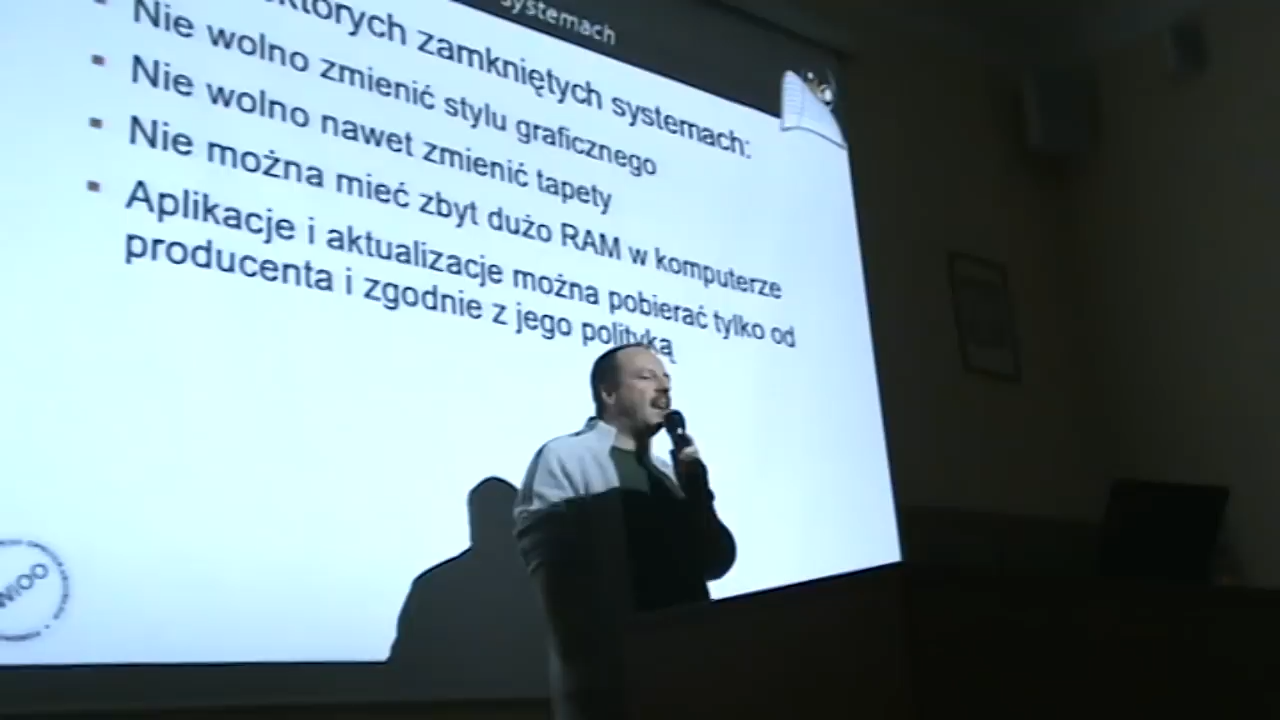 systemach
których zamkniętych systemach:
Nie wolno zmienić stylu graficznego
Nie wolno nawet zmienić tapety
Nie można mieć zbyt dużo RAM w komputerze
Aplikacje i aktualizacje można pobierać tylko od
producenta i zgodnie z jego polityką
WiOO